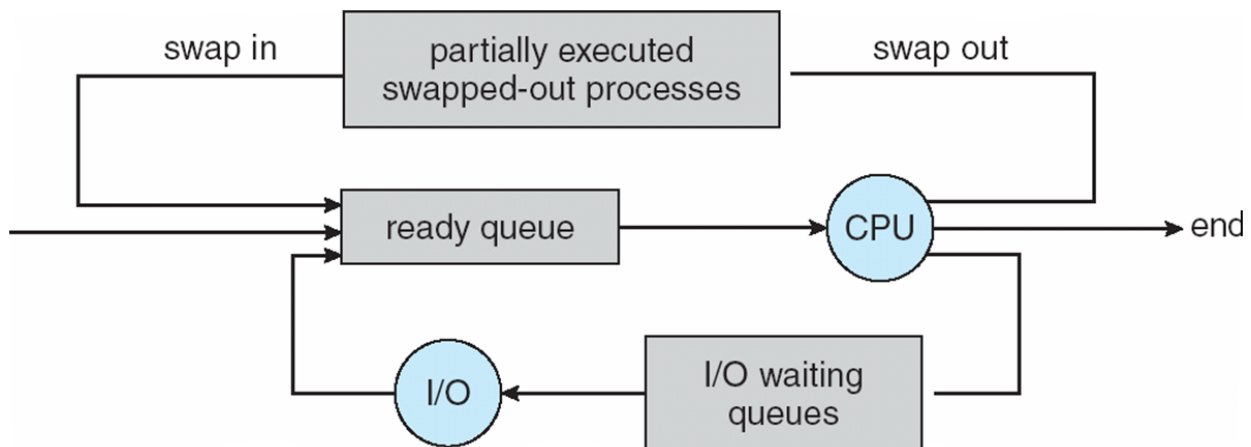 swap in
partially executed
swapped-out processes
swap out
ready queue
CPU
end
I/O
I/O waiting
queues